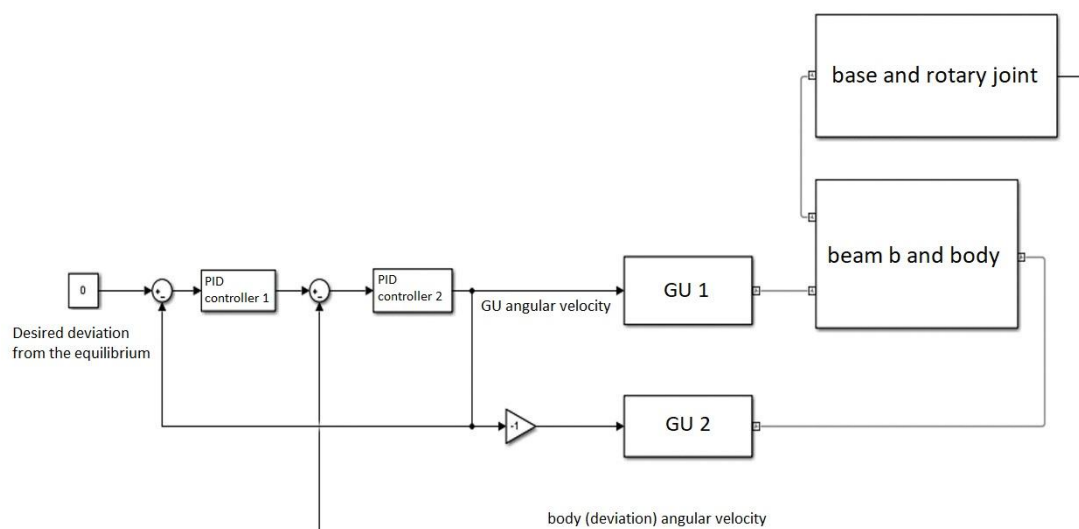 base and rotary joint
beam b and body
0
+
-
PID
controller 1
+
-
PID
controller 2
GU angular velocity
GU 1
Desired deviation
from the equilibrium
-1
GU 2
body (deviation) angular velocity